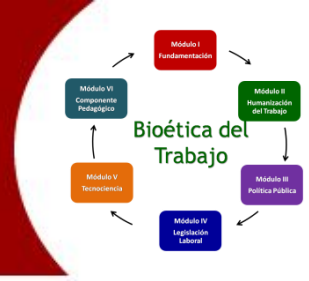 Módulo I
Fundamentación
Módulo II
Humanización
del Trabajo
Módulo III
Política Pública
Módulo IV
Legislación
Laboral
Módulo V
Tecnociencia
Módulo VI
Componente
Pedagógico
Bioética del
Trabajo